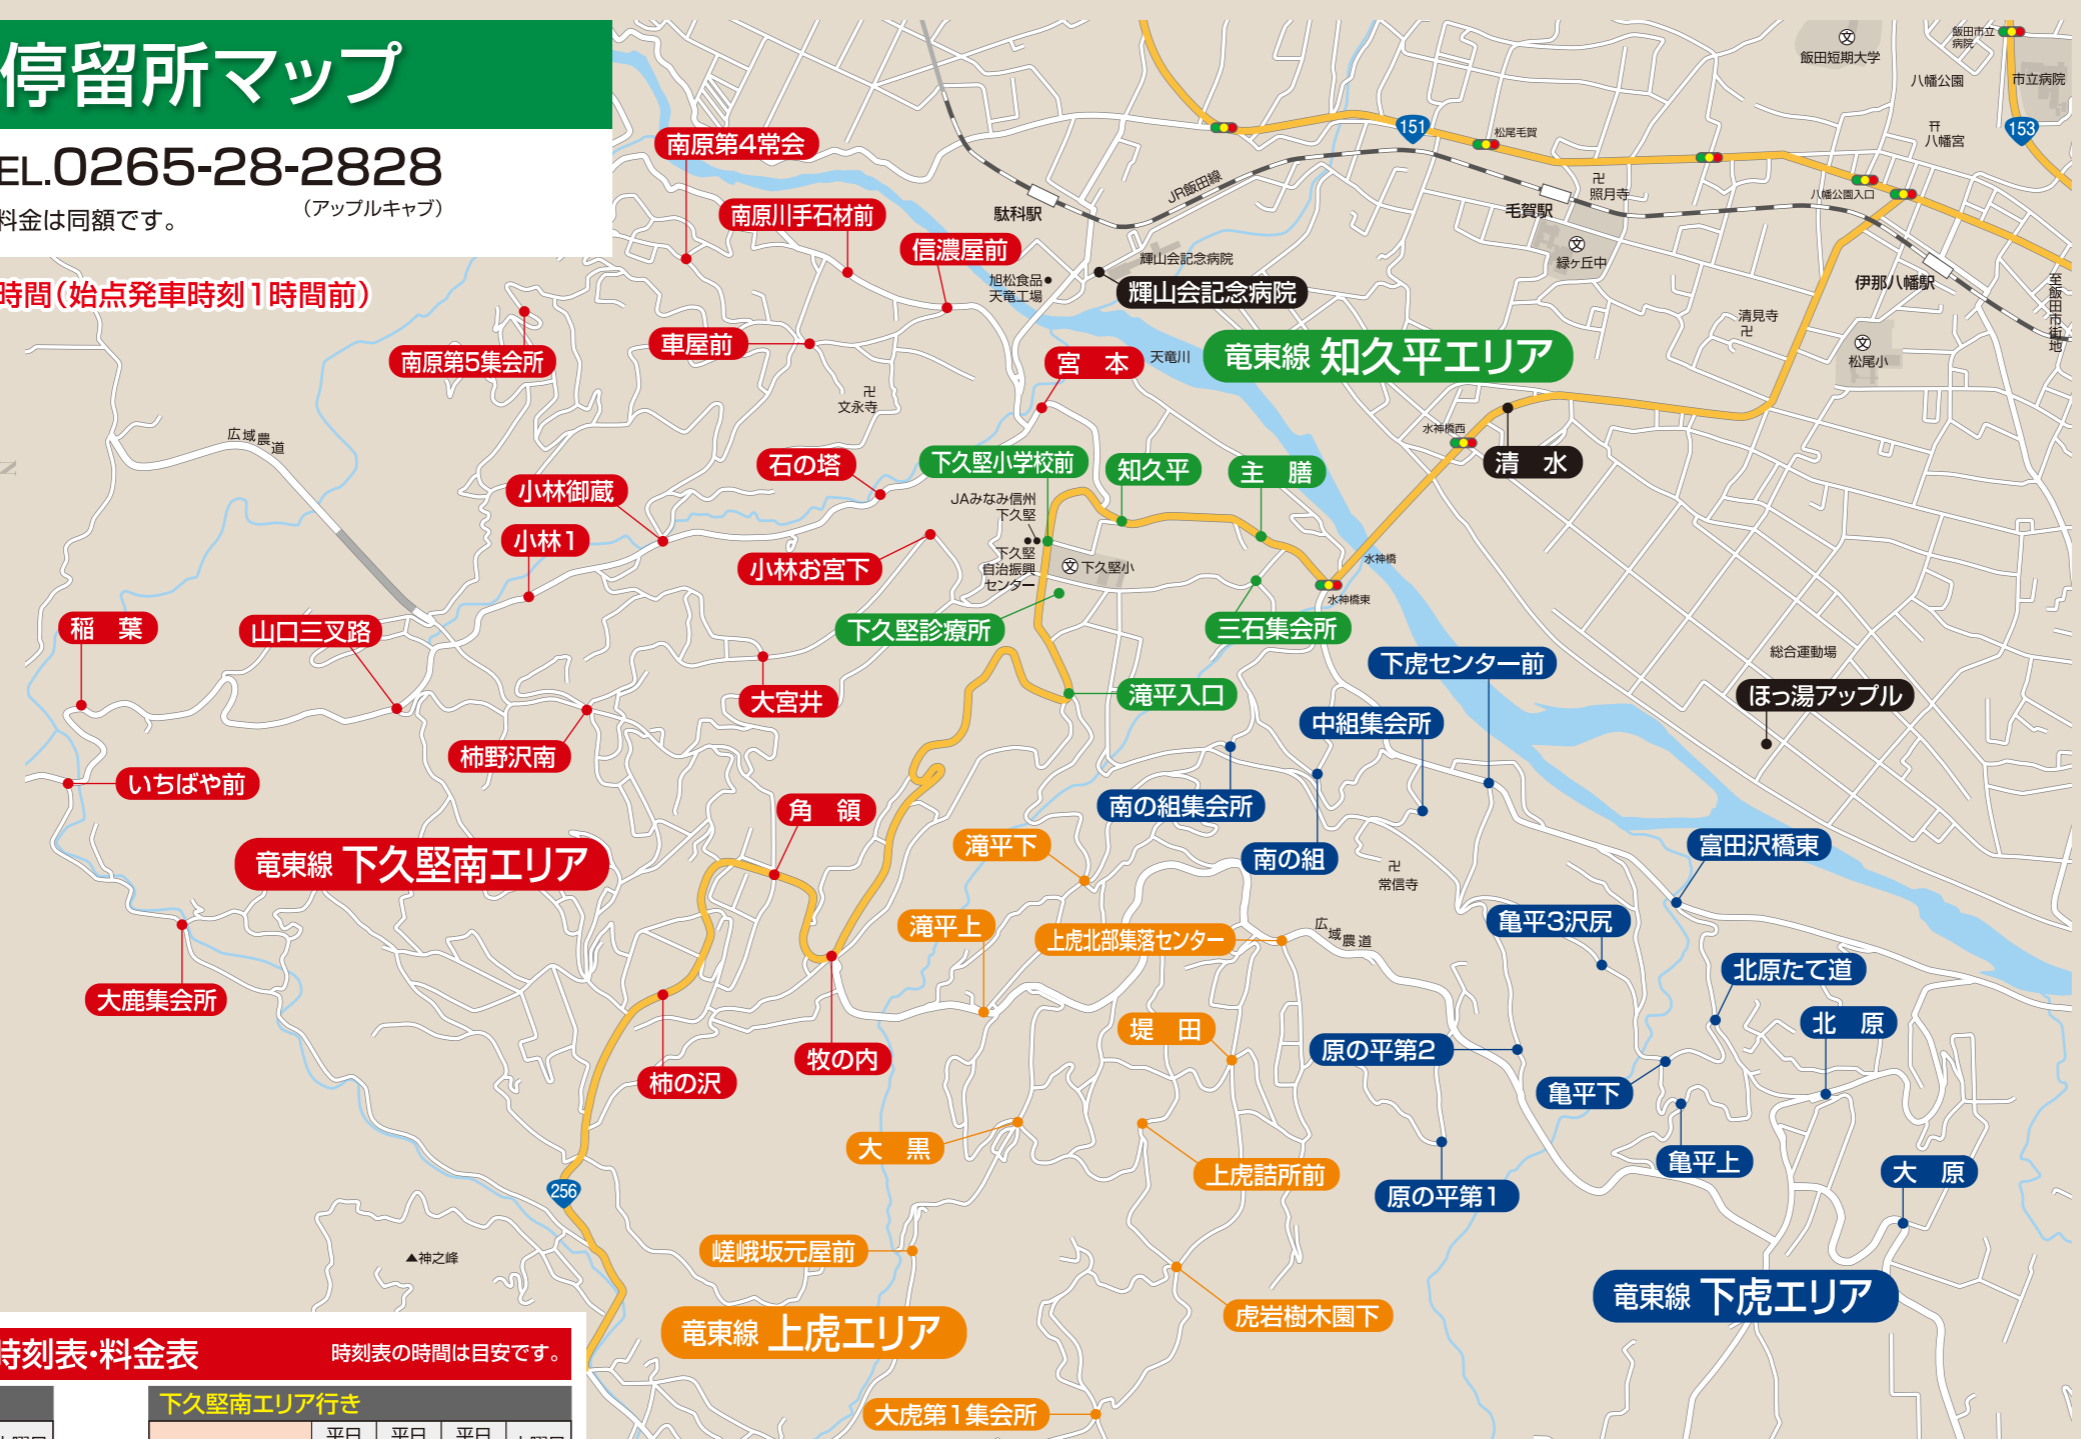 停留所マップ
EL.0265-28-2828
(アップルキャブ)
料金は同額です。
時間(始点発車時刻1時間前)
飯田市立
病院
飯田短期大学
八幡公園
市立病院
153
八幡宮
151
松尾毛賀
南原第4常会
照月寺
八幡公園入口
JR飯田線
駄科駅
毛賀駅
南原川手石材前
信濃屋前
輝山会記念病院
緑ヶ丘中
旭松食品
天竜工場
輝山会記念病院
伊那八幡駅
至飯田市街地
清見寺
車屋前
南原第5集会所
宮 本
天竜川
竜東線 知久平エリア
松尾小
文永寺
広域農道
水神橋西
清 水
石の塔
下久堅小学校前
知久平
主 膳
小林御蔵
JAみなみ信州
下久堅
小林1
小林お宮下
下久堅
自治振興
センター
文
下久堅小
水神橋
水神橋東
稲 葉
山口三叉路
下久堅診療所
三石集会所
下虎センター前
総合運動場
大宮井
滝平入口
ほっ湯アップル
中組集会所
柿野沢南
いちばや前
角 領
南の組集会所
滝平下
南の組
富田沢橋東
竜東線 下久堅南エリア
常信寺
滝平上
上虎北部集落センター
広域農道
亀平3沢尻
北原たて道
大鹿集会所
堤 田
北 原
牧の内
原の平第2
柿の沢
亀平下
大 黒
亀平上
上虎詰所前
大 原
256
原の平第1
嵯峨坂元屋前
▲神之峰
竜東線 下虎エリア
虎岩樹木園下
竜東線 上虎エリア
時刻表・料金表
時刻表の時間は目安です。
下久堅南エリア行き
大虎第1集会所
平日
平日
平日
土曜日